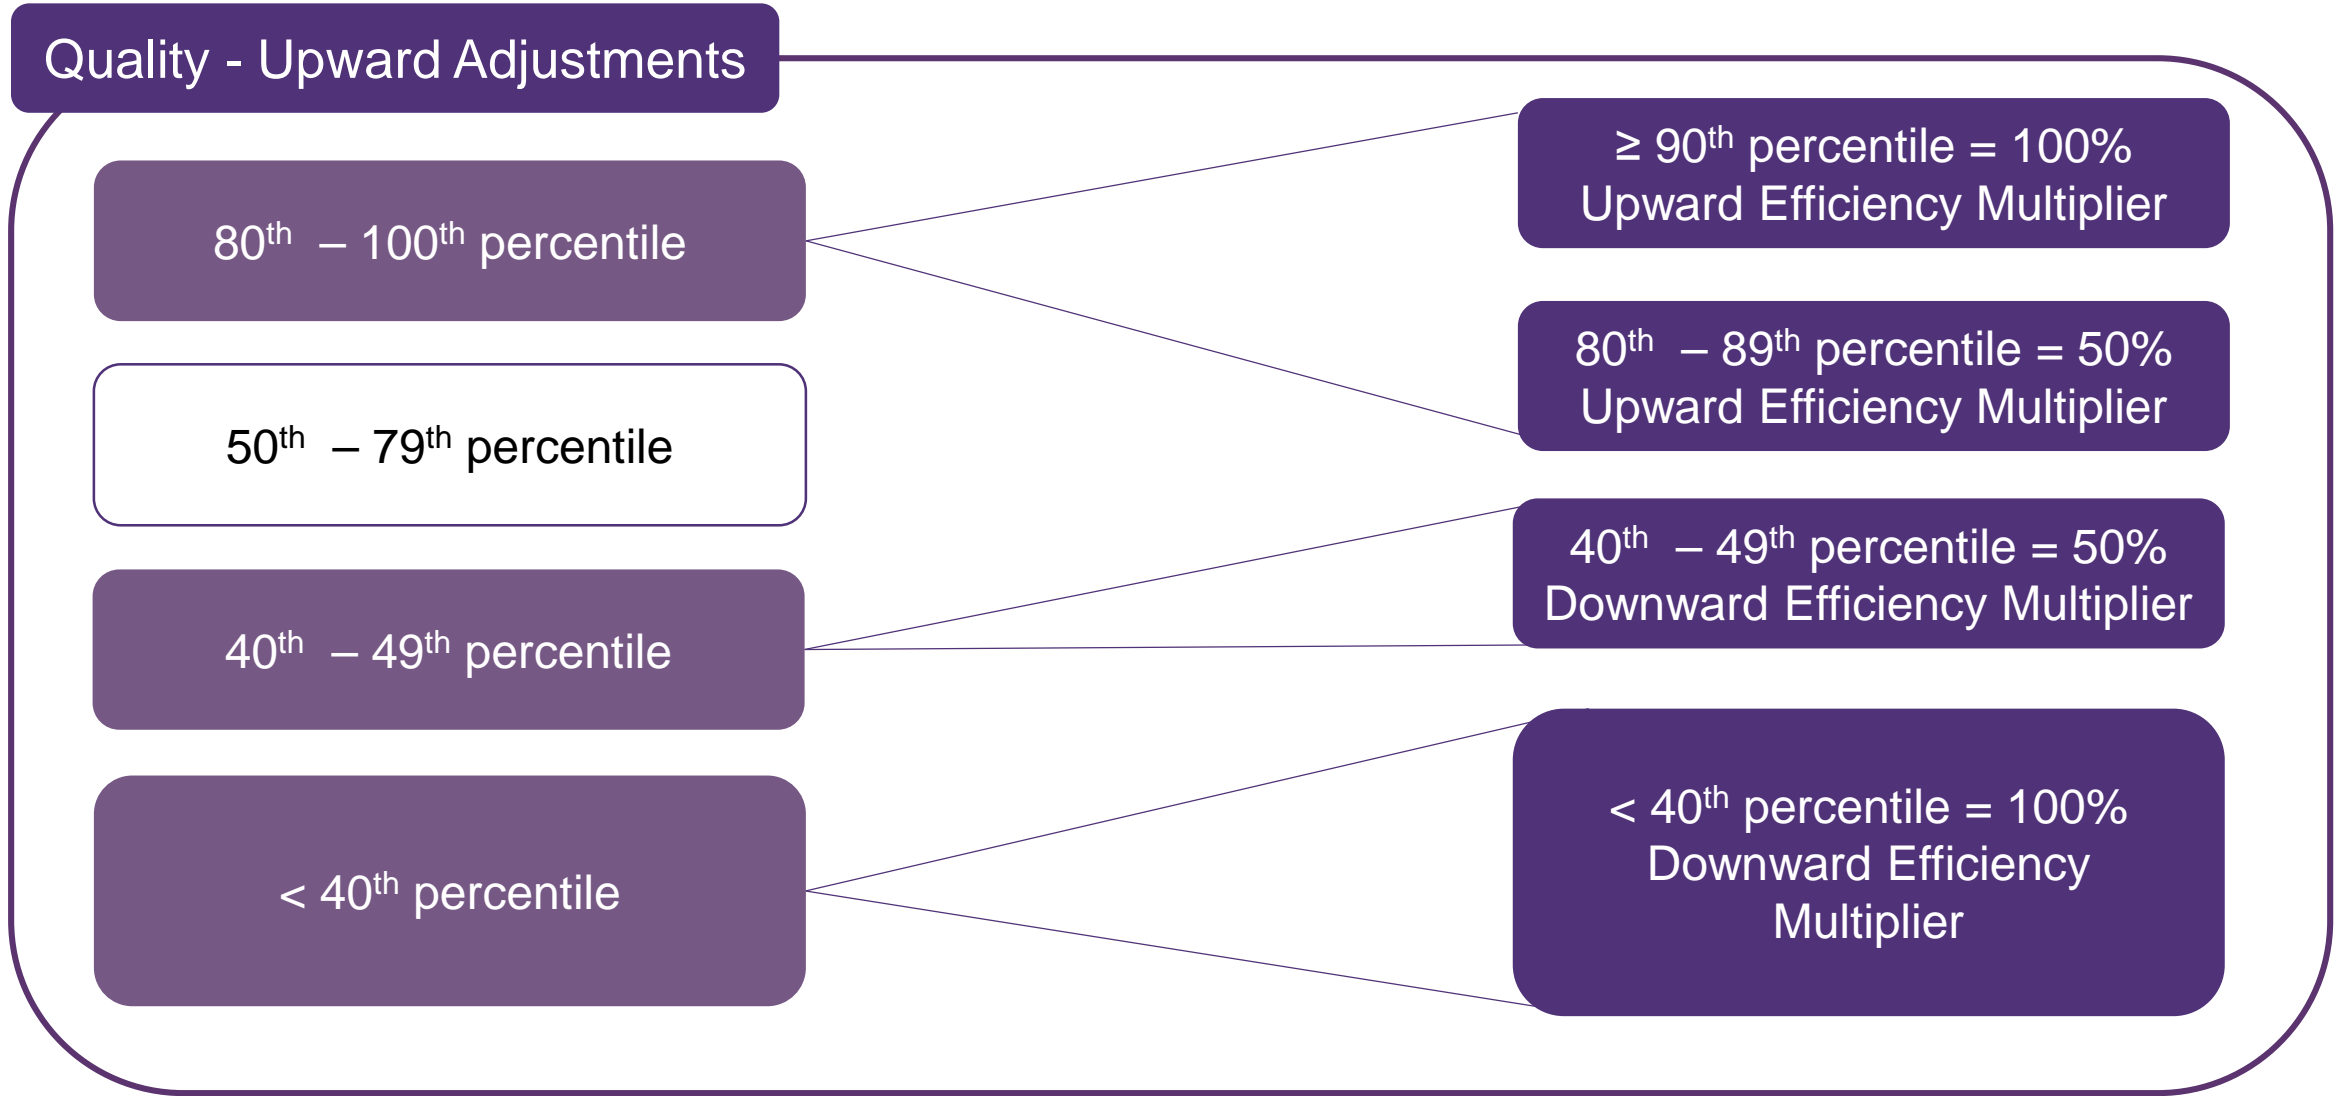 Quality - Upward Adjustments
80th – 100th percentile
50th – 79th percentile
40th – 49th percentile
< 40th percentile
≥ 90th percentile = 100%
Upward Efficiency Multiplier
80th – 89th percentile = 50%
Upward Efficiency Multiplier
40th – 49th percentile = 50%
Downward Efficiency Multiplier
< 40th percentile = 100%
Downward Efficiency
Multiplier